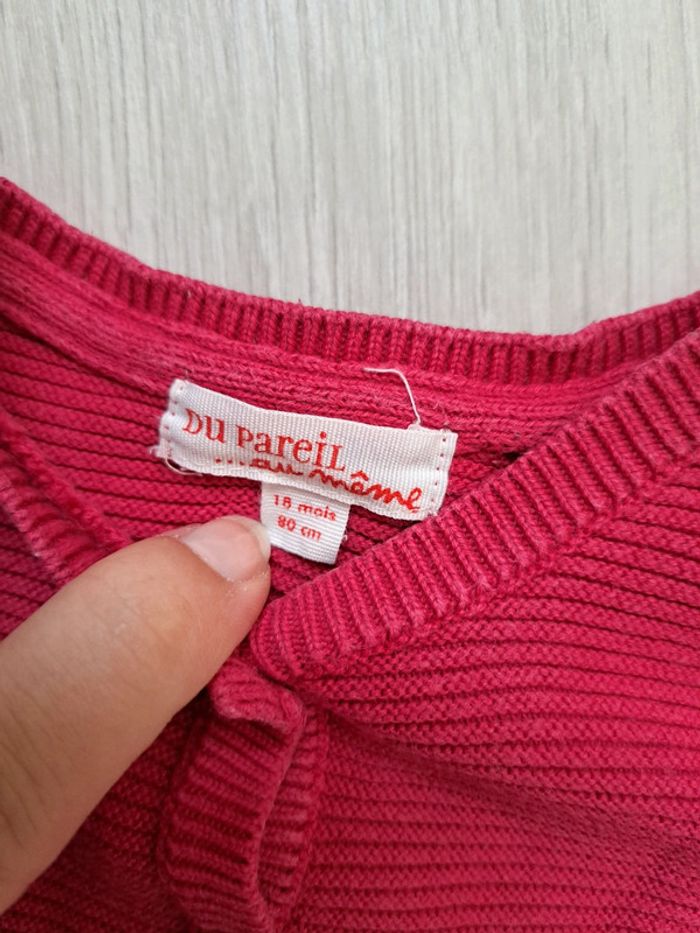 DU PareiL
...au même
18 mois
80 cm